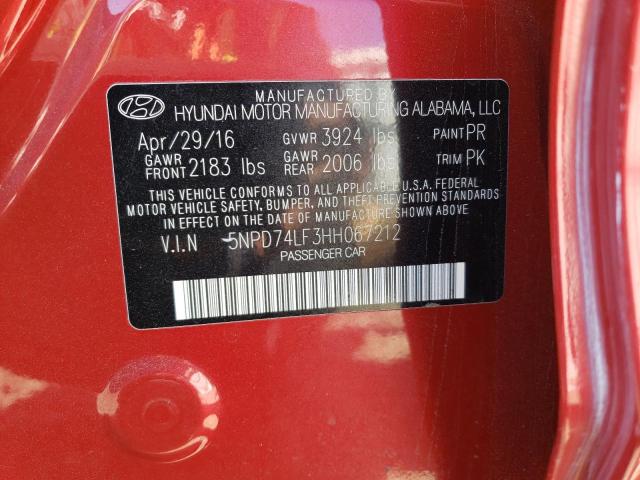 MANUFACTURED BY
HYUNDAI MOTOR MANUFACTURING ALABAMA, LLC
Apr/29/16 GVWR 3924 lbs PAINT PR
GAWR FRONT 2183 lbs GAWR REAR 2006 lbs TRIM PK
THIS VEHICLE CONFORMS TO ALL APPLICABLE U.S.A. FEDERAL
MOTOR VEHICLE SAFETY, BUMPER, AND THEFT PREVENTION STANDARDS
IN EFFECT ON THE DATE OF MANUFACTURE SHOWN ABOVE.
V.I.N 5NPD74LF3HH067212
PASSENGER CAR